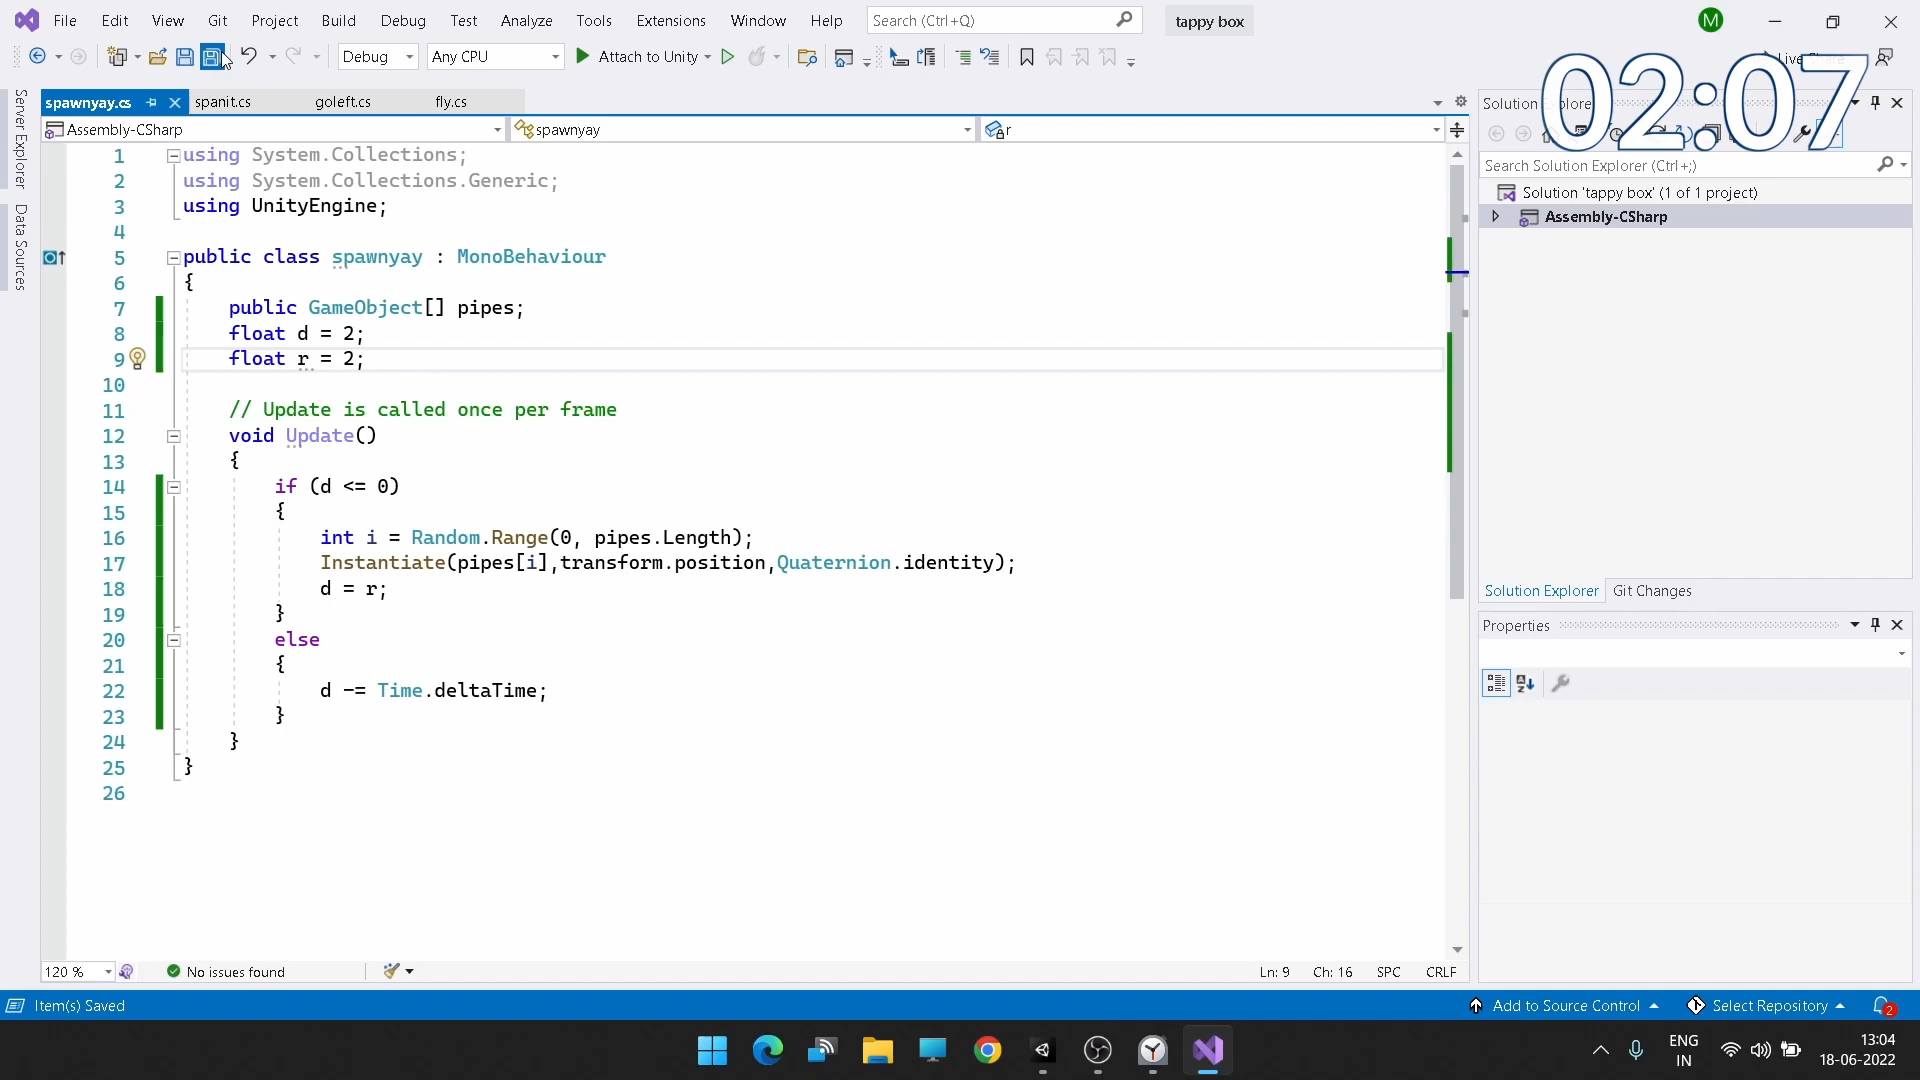 File Edit View Git Project Build Debug Test Analyze Tools Extensions Window Help Search (Ctrl+Q) tappy box M
Debug Any CPU Attach to Unity Live Share
02:07
spawnyay.cs spanit.cs goleft.cs fly.cs
Assembly-CSharp spawnyay r
Server Explorer
Data Sources
1 using System.Collections;
2 using System.Collections.Generic;
3 using UnityEngine;
4
5 public class spawnyay : MonoBehaviour
6 {
7 public GameObject[] pipes;
8 float d = 2;
9 float r = 2;
10
11 // Update is called once per frame
12 void Update()
13 {
14 if (d <= 0)
15 {
16 int i = Random.Range(0, pipes.Length);
17 Instantiate(pipes[i],transform.position,Quaternion.identity);
18 d = r;
19 }
20 else
21 {
22 d -= Time.deltaTime;
23 }
24 }
25 }
26
120 % No issues found Ln: 9 Ch: 16 SPC CRLF
Solution Explorer
Search Solution Explorer (Ctrl+;)
Solution 'tappy box' (1 of 1 project)
Assembly-CSharp
Solution Explorer Git Changes
Properties
Item(s) Saved Add to Source Control Select Repository 2
ENG
IN
13:04
18-06-2022